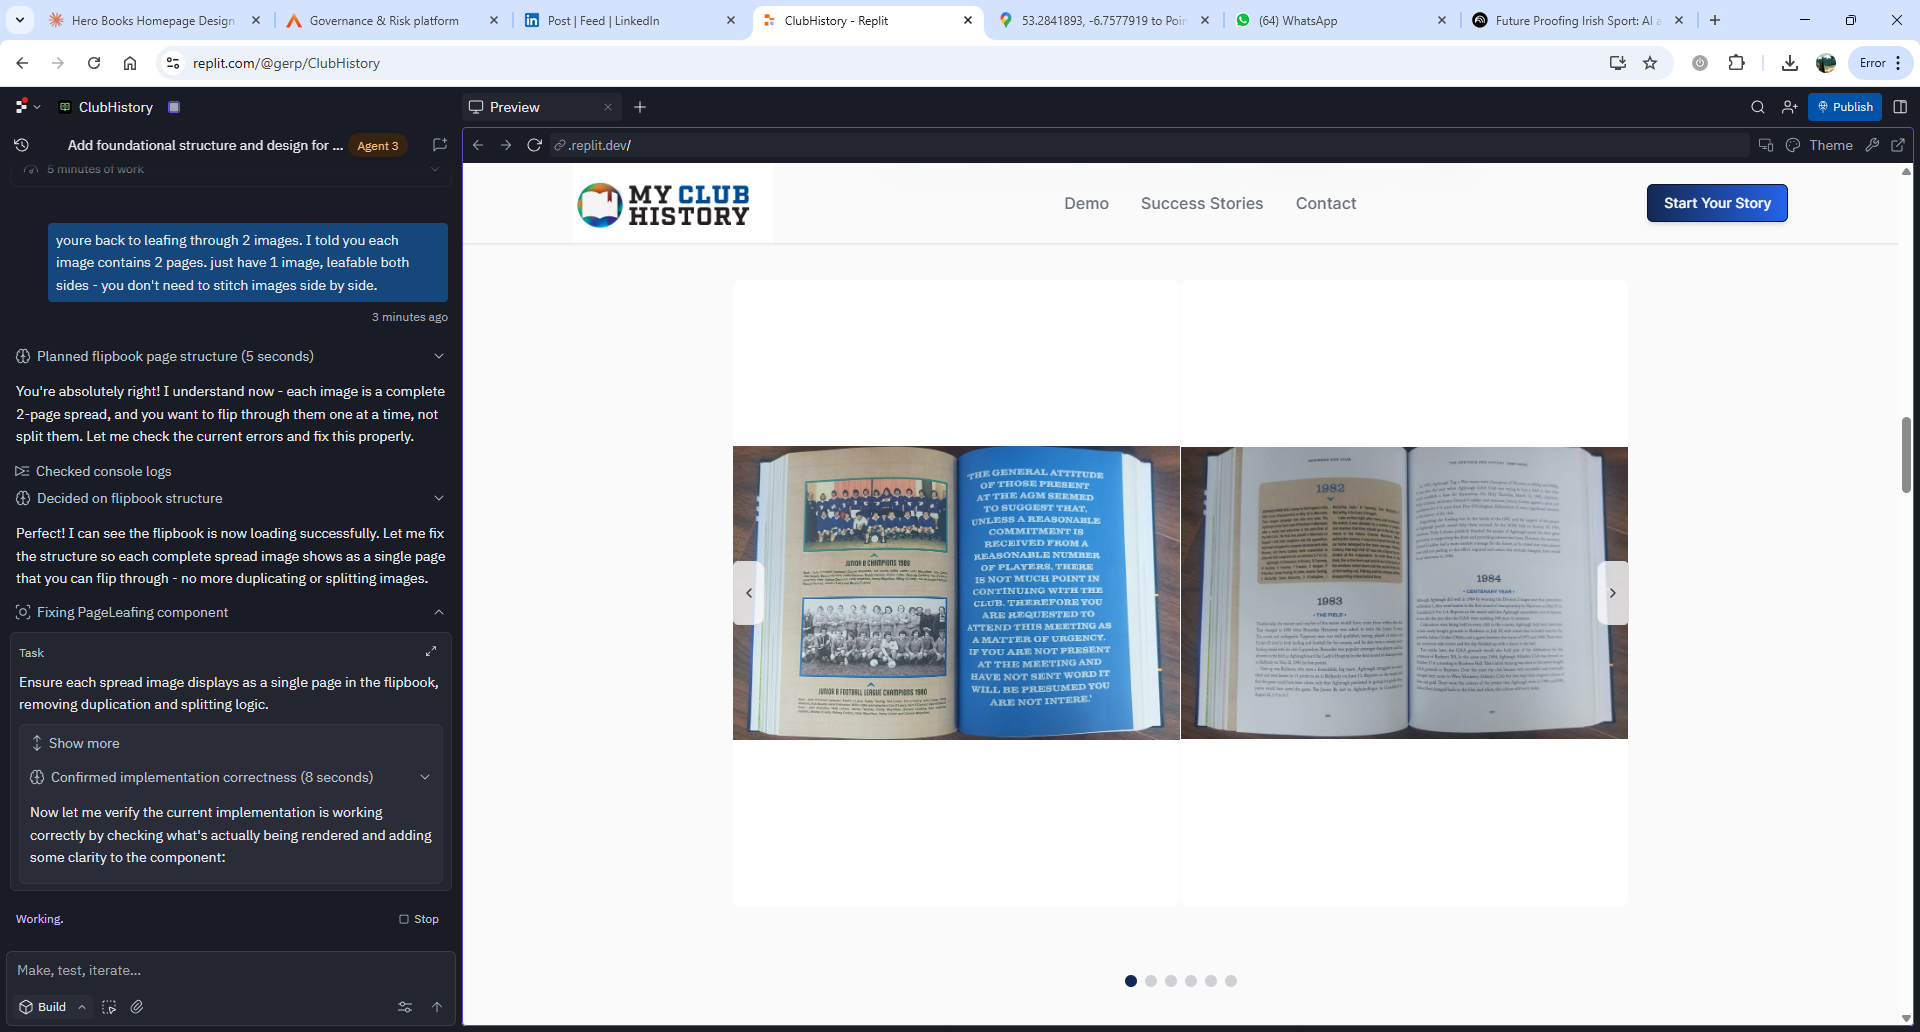 Hero Books Homepage Design
Governance & Risk platform
Post | Feed | LinkedIn
ClubHistory - Replit
53.2841893, -6.7577919 to Poin
(64) WhatsApp
Future Proofing Irish Sport: AI a
replit.com/@gerp/ClubHistory
Error
ClubHistory
Preview
Publish
Add foundational structure and design for ...
Agent 3
.replit.dev/
Theme
5 minutes of work
MY CLUB
HISTORY
Demo
Success Stories
Contact
Start Your Story
youre back to leafing through 2 images. I told you each
image contains 2 pages. just have 1 image, leafable both
sides - you don't need to stitch images side by side.
3 minutes ago
Planned flipbook page structure (5 seconds)
You're absolutely right! I understand now - each image is a complete
2-page spread, and you want to flip through them one at a time, not
split them. Let me check the current errors and fix this properly.
Checked console logs
Decided on flipbook structure
Perfect! I can see the flipbook is now loading successfully. Let me fix
the structure so each complete spread image shows as a single page
that you can flip through - no more duplicating or splitting images.
Fixing PageLeafing component
Task
Ensure each spread image displays as a single page in the flipbook,
removing duplication and splitting logic.
Show more
Confirmed implementation correctness (8 seconds)
Now let me verify the current implementation is working
correctly by checking what's actually being rendered and adding
some clarity to the component:
Working.
Stop
Make, test, iterate...
Build
JUNIOR B CHAMPIONS 1980
JUNIOR B FOOTBALL LEAGUE CHAMPIONS 1980
'THE GENERAL ATTITUDE
OF THOSE PRESENT
AT THE AGM SEEMED
TO SUGGEST THAT,
UNLESS A REASONABLE
COMMITMENT IS
RECEIVED FROM A
REASONABLE NUMBER
OF PLAYERS, THERE
IS NOT MUCH POINT IN
CONTINUING WITH THE
CLUB. THEREFORE YOU
ARE REQUESTED TO
ATTEND THIS MEETING AS
A MATTER OF URGENCY.
IF YOU ARE NOT PRESENT
AT THE MEETING AND
HAVE NOT SENT WORD IT
WILL BE PRESUMED YOU
ARE NOT INTERE.'
1982
1983
• THE FIELD •
1984
• CENTENARY YEAR •